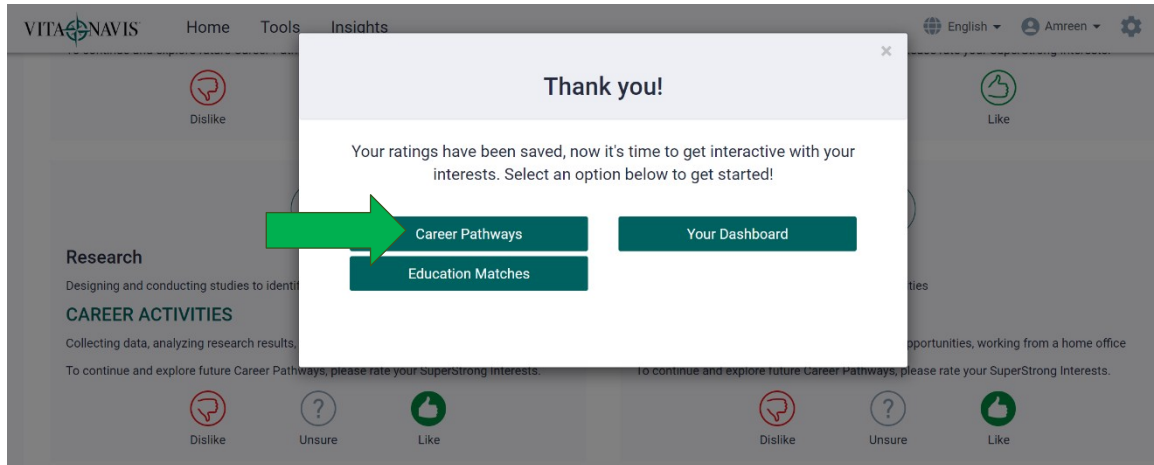 VITA NAVIS Home Tools Insights English Amreen
×
Thank you!
Dislike
Like
Your ratings have been saved, now it's time to get interactive with your
interests. Select an option below to get started!
Career Pathways Your Dashboard
Education Matches
Research
Designing and conducting studies to
CAREER ACTIVITIES
Collecting data, analyzing research results,
working from a home office
To continue and explore future Career Pathways, please rate your SuperStrong Interests.
To continue and explore future Career Pathways, please rate your SuperStrong Interests.
Dislike ? Unsure Like
Dislike ? Unsure Like